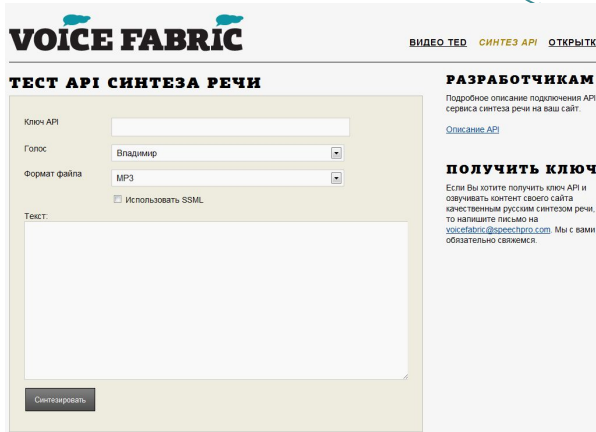 VOICE FABRIC
ВИДЕО TED СИНТЕЗ API ОТКРЫТК
ТЕСТ API СИНТЕЗА РЕЧИ
Ключ API
Голос
Владимир
Формат файла
MP3
Использовать SSML
Текст:
Синтезировать
РАЗРАБОТЧИКАМ
Подробное описание подключения API
сервиса синтеза речи на ваш сайт.
Описание API
ПОЛУЧИТЬ КЛЮЧ
Если Вы хотите получить ключ API и
озвучивать контент своего сайта
качественным русским синтезом речи,
то напишите письмо на
voicefabric@speechpro.com. Мы с вами
обязательно свяжемся.